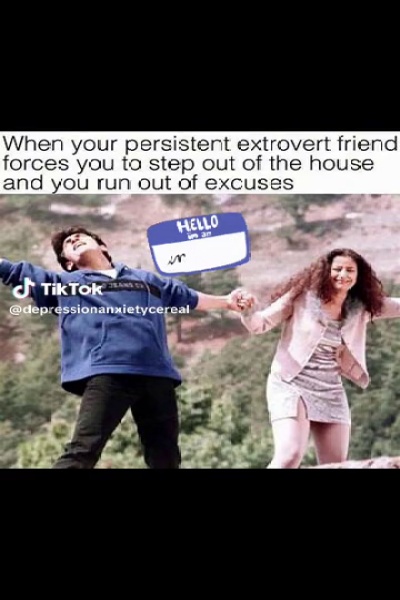 When your persistent extrovert friend
forces you to step out of the house
and you run out of excuses
HELLO
JEANS
TikTok
@depressionanxietycereal